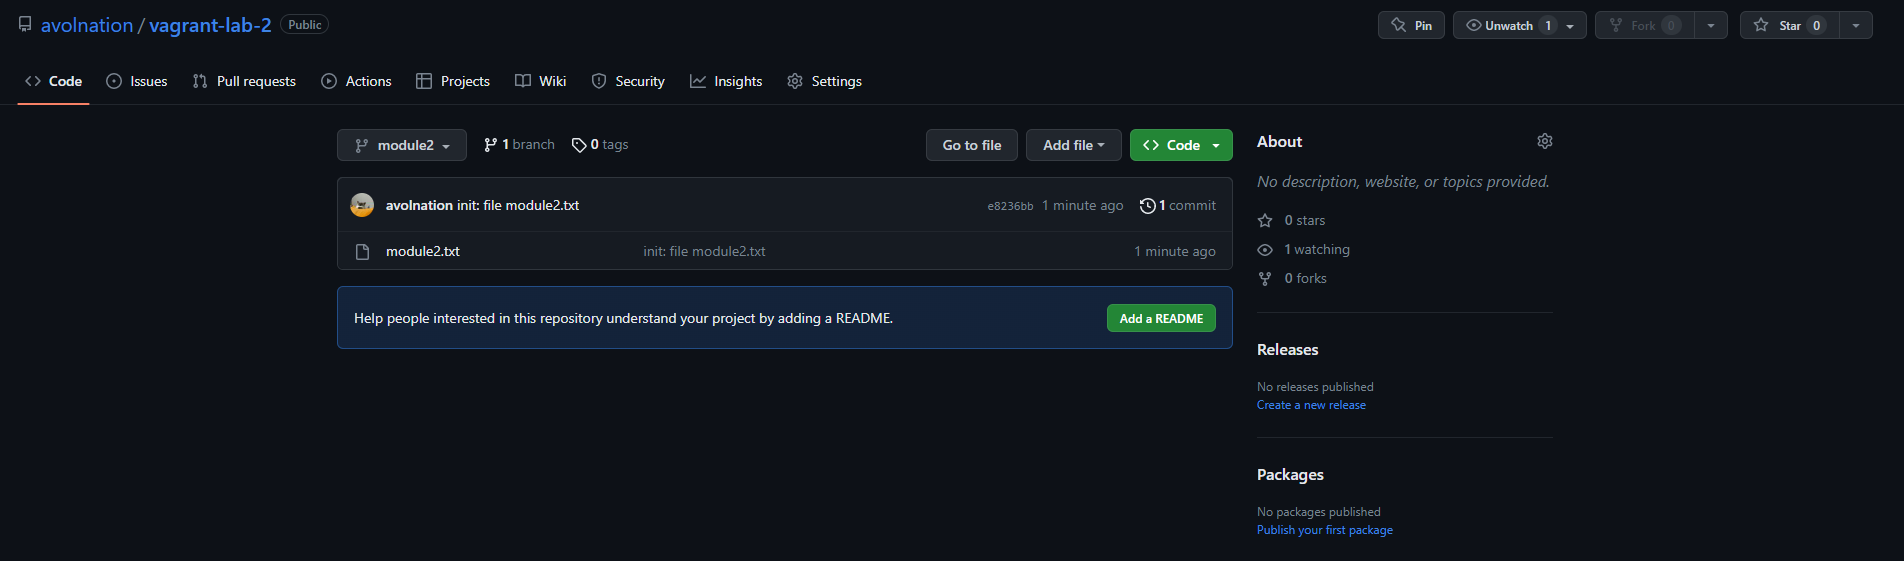 avolnation / vagrant-lab-2 Public Pin Unwatch 1 Fork 0 Star 0
Code Issues Pull requests Actions Projects Wiki Security Insights Settings
module2 1 branch 0 tags Go to file Add file Code
avolnation init: file module2.txt e8236bb 1 minute ago 1 commit
module2.txt init: file module2.txt 1 minute ago
Help people interested in this repository understand your project by adding a README. Add a README
About
No description, website, or topics provided.
0 stars
1 watching
0 forks
Releases
No releases published
Create a new release
Packages
No packages published
Publish your first package